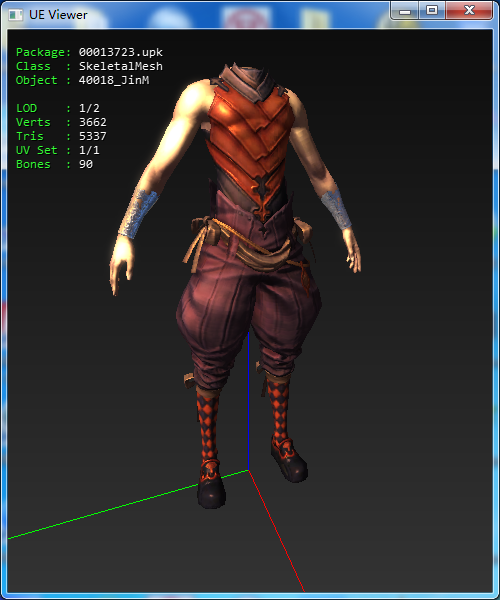 UE Viewer
Package: 00013723.upk
Class : SkeletalMesh
Object : 40018_JinM
LOD : 1/2
Verts : 3662
Tris : 5337
UV Set : 1/1
Bones : 90